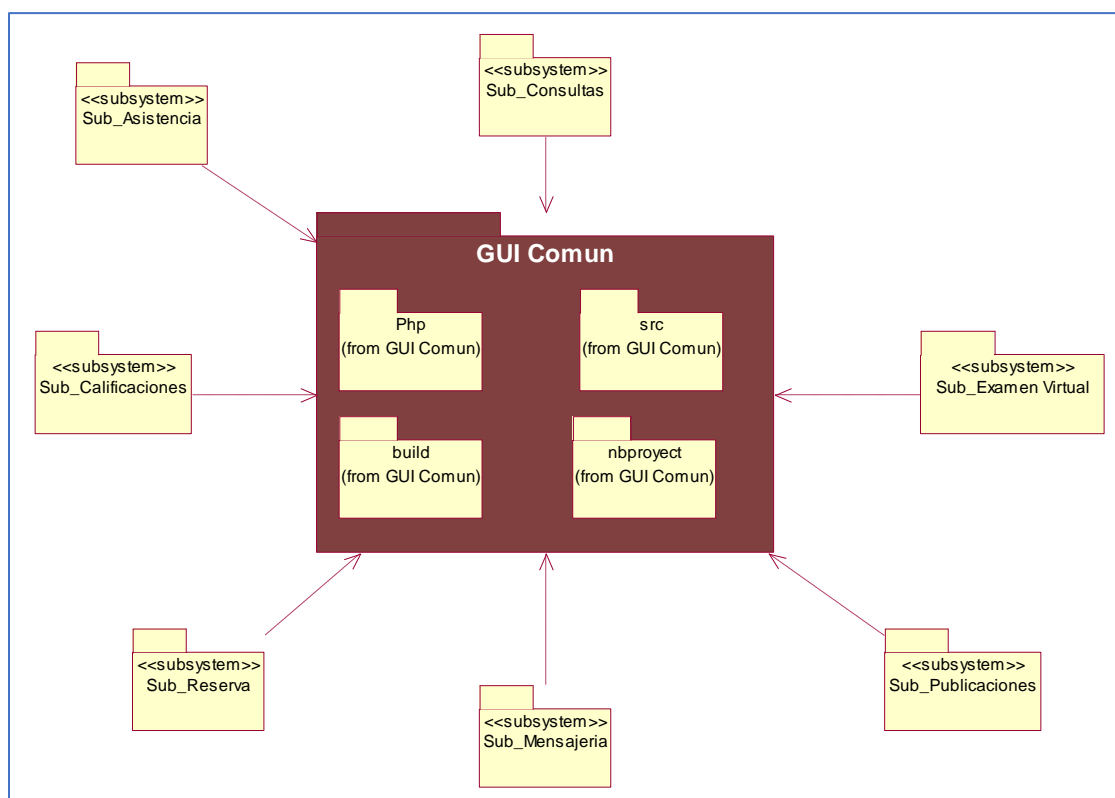 <<subsystem>>
Sub_Consultas
<<subsystem>>
Sub_Asistencia
GUI Comun
Php
(from GUI Comun)
src
(from GUI Comun)
<<subsystem>>
Sub_Calificaciones
<<subsystem>>
Sub_Examen Virtual
build
(from GUI Comun)
nbproyect
(from GUI Comun)
<<subsystem>>
Sub_Reserva
<<subsystem>>
Sub_Publicaciones
<<subsystem>>
Sub_Mensajeria